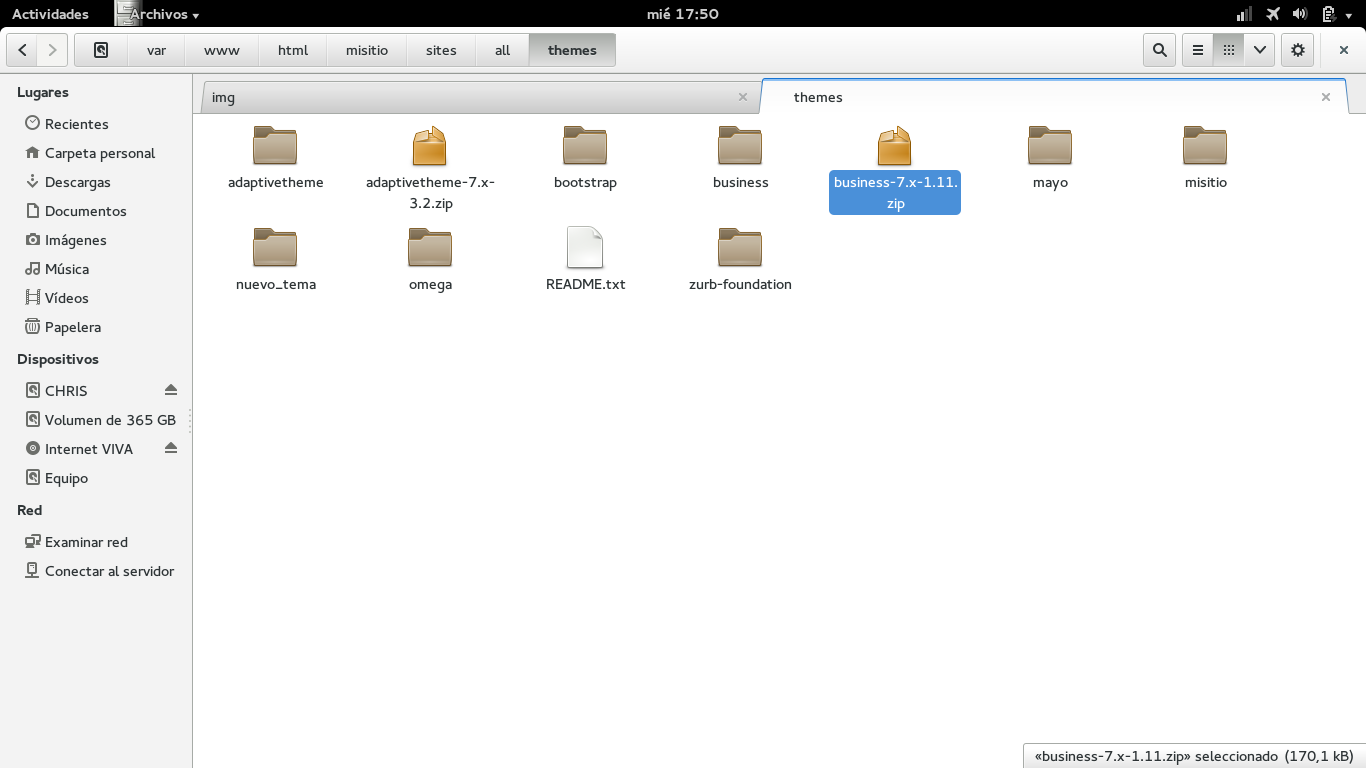 Actividades Archivos mié 17:50
var www html misitio sites all themes
Lugares
Recientes
Carpeta personal
Descargas
Documentos
Imágenes
Música
Vídeos
Papelera
Dispositivos
CHRIS
Volumen de 365 GB
Internet VIVA
Equipo
Red
Examinar red
Conectar al servidor
img themes
adaptivetheme
adaptivetheme-7.x-
3.2.zip
bootstrap
business
business-7.x-1.11.
zip
mayo
misitio
nuevo_tema
omega
README.txt
zurb-foundation
«business-7.x-1.11.zip» seleccionado (170,1 kB)